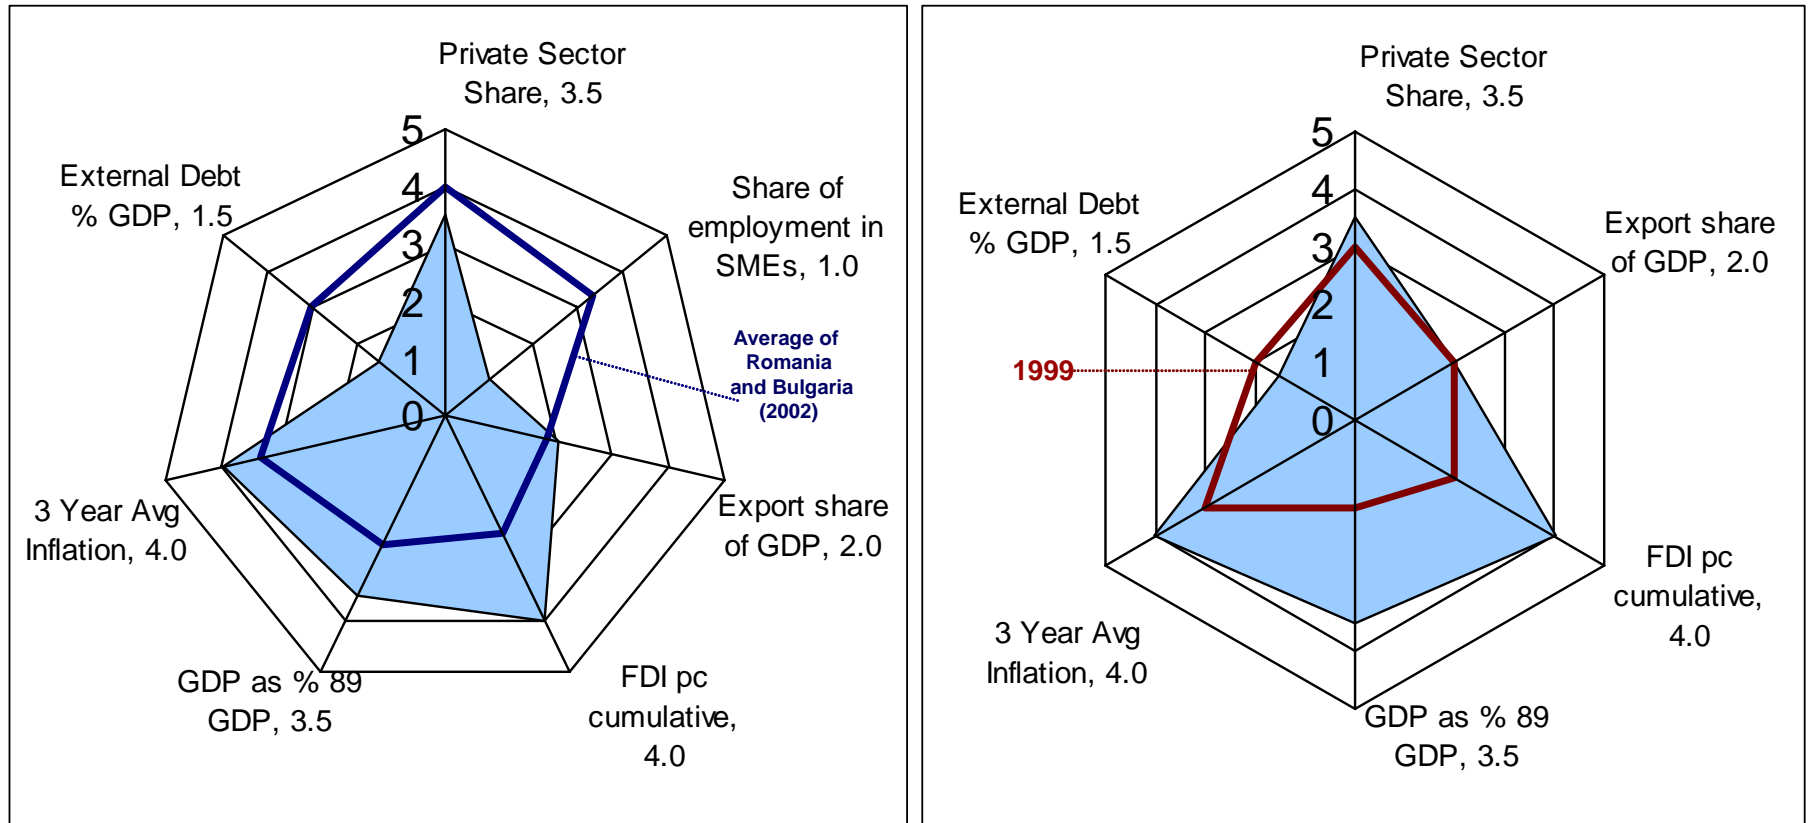 Private Sector
Share, 3.5
5
4
3
2
1
0
External Debt
% GDP, 1.5
Share of
employment in
SMEs, 1.0
Average of
Romania
and Bulgaria
(2002)
Export share
of GDP, 2.0
3 Year Avg
Inflation, 4.0
GDP as % 89
GDP, 3.5
FDI pc
cumulative,
4.0
Private Sector
Share, 3.5
5
4
3
2
1
0
External Debt
% GDP, 1.5
Export share
of GDP, 2.0
1999
FDI pc
cumulative,
4.0
3 Year Avg
Inflation, 4.0
GDP as % 89
GDP, 3.5